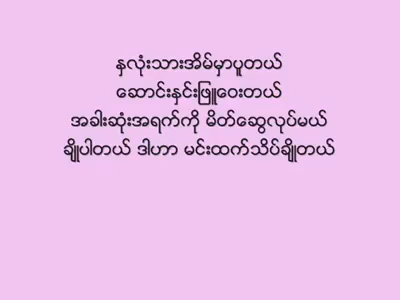 နှလုံးသားအိမ်မှာပူတယ်
ဆောင်းနှင်းဖြူဝေးတယ်
အခါးဆုံးအရက်ကို မိတ်ဆွေလုပ်မယ်
ချိုပါတယ် ဒါဟာ မင်းထက်သိပ်ချိုတယ်